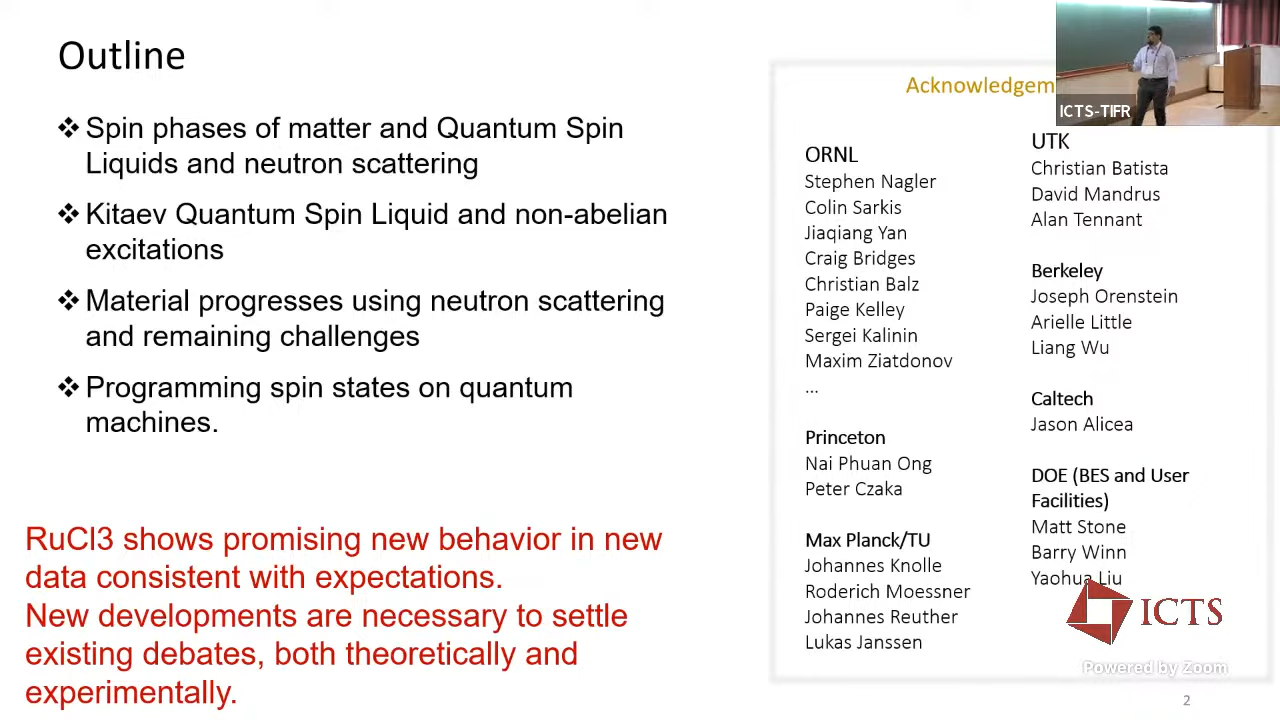 Outline
❖ Spin phases of matter and Quantum Spin
Liquids and neutron scattering
❖ Kitaev Quantum Spin Liquid and non-abelian
excitations
❖ Material progresses using neutron scattering
and remaining challenges
❖ Programming spin states on quantum
machines.
RuCl3 shows promising new behavior in new
data consistent with expectations.
New developments are necessary to settle
existing debates, both theoretically and
experimentally.
Acknowledgem
ORNL
Stephen Nagler
Colin Sarkis
Jiaqiang Yan
Craig Bridges
Christian Balz
Paige Kelley
Sergei Kalinin
Maxim Ziatdonov
...
Princeton
Nai Phuan Ong
Peter Czaka
Max Planck/TU
Johannes Knolle
Roderich Moessner
Johannes Reuther
Lukas Janssen
UTK
Christian Batista
David Mandrus
Alan Tennant
Berkeley
Joseph Orenstein
Arielle Little
Liang Wu
Caltech
Jason Alicea
DOE (BES and User
Facilities)
Matt Stone
Barry Winn
Yaohua Liu
ICTS-TIFR
ICTS
Powered by Zoom
2